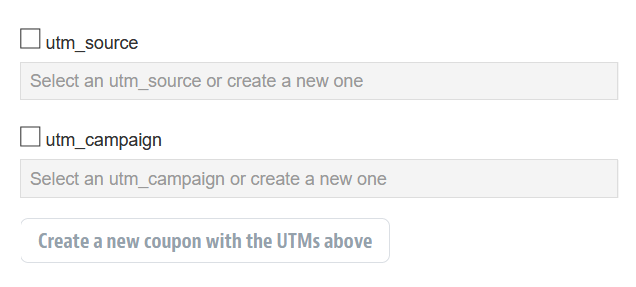 utm_source
Select an utm_source or create a new one
utm_campaign
Select an utm_campaign or create a new one
Create a new coupon with the UTMs above